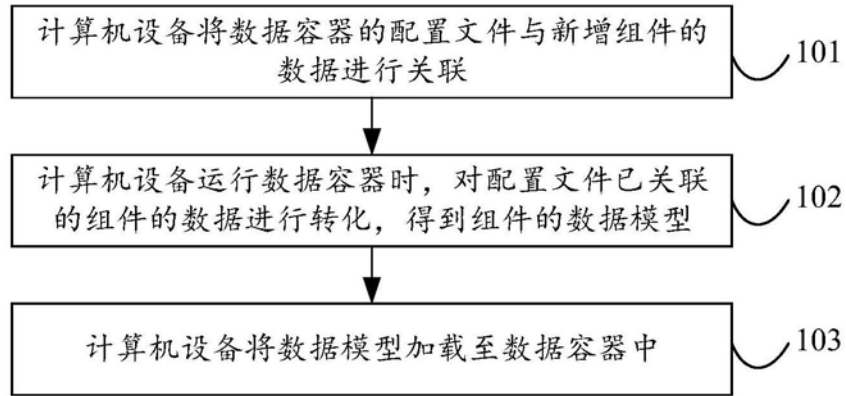 计算机设备将数据容器的配置文件与新增组件的
数据进行关联
101
计算机设备运行数据容器时，对配置文件已关联
的组件的数据进行转化，得到组件的数据模型
102
计算机设备将数据模型加载至数据容器中
103